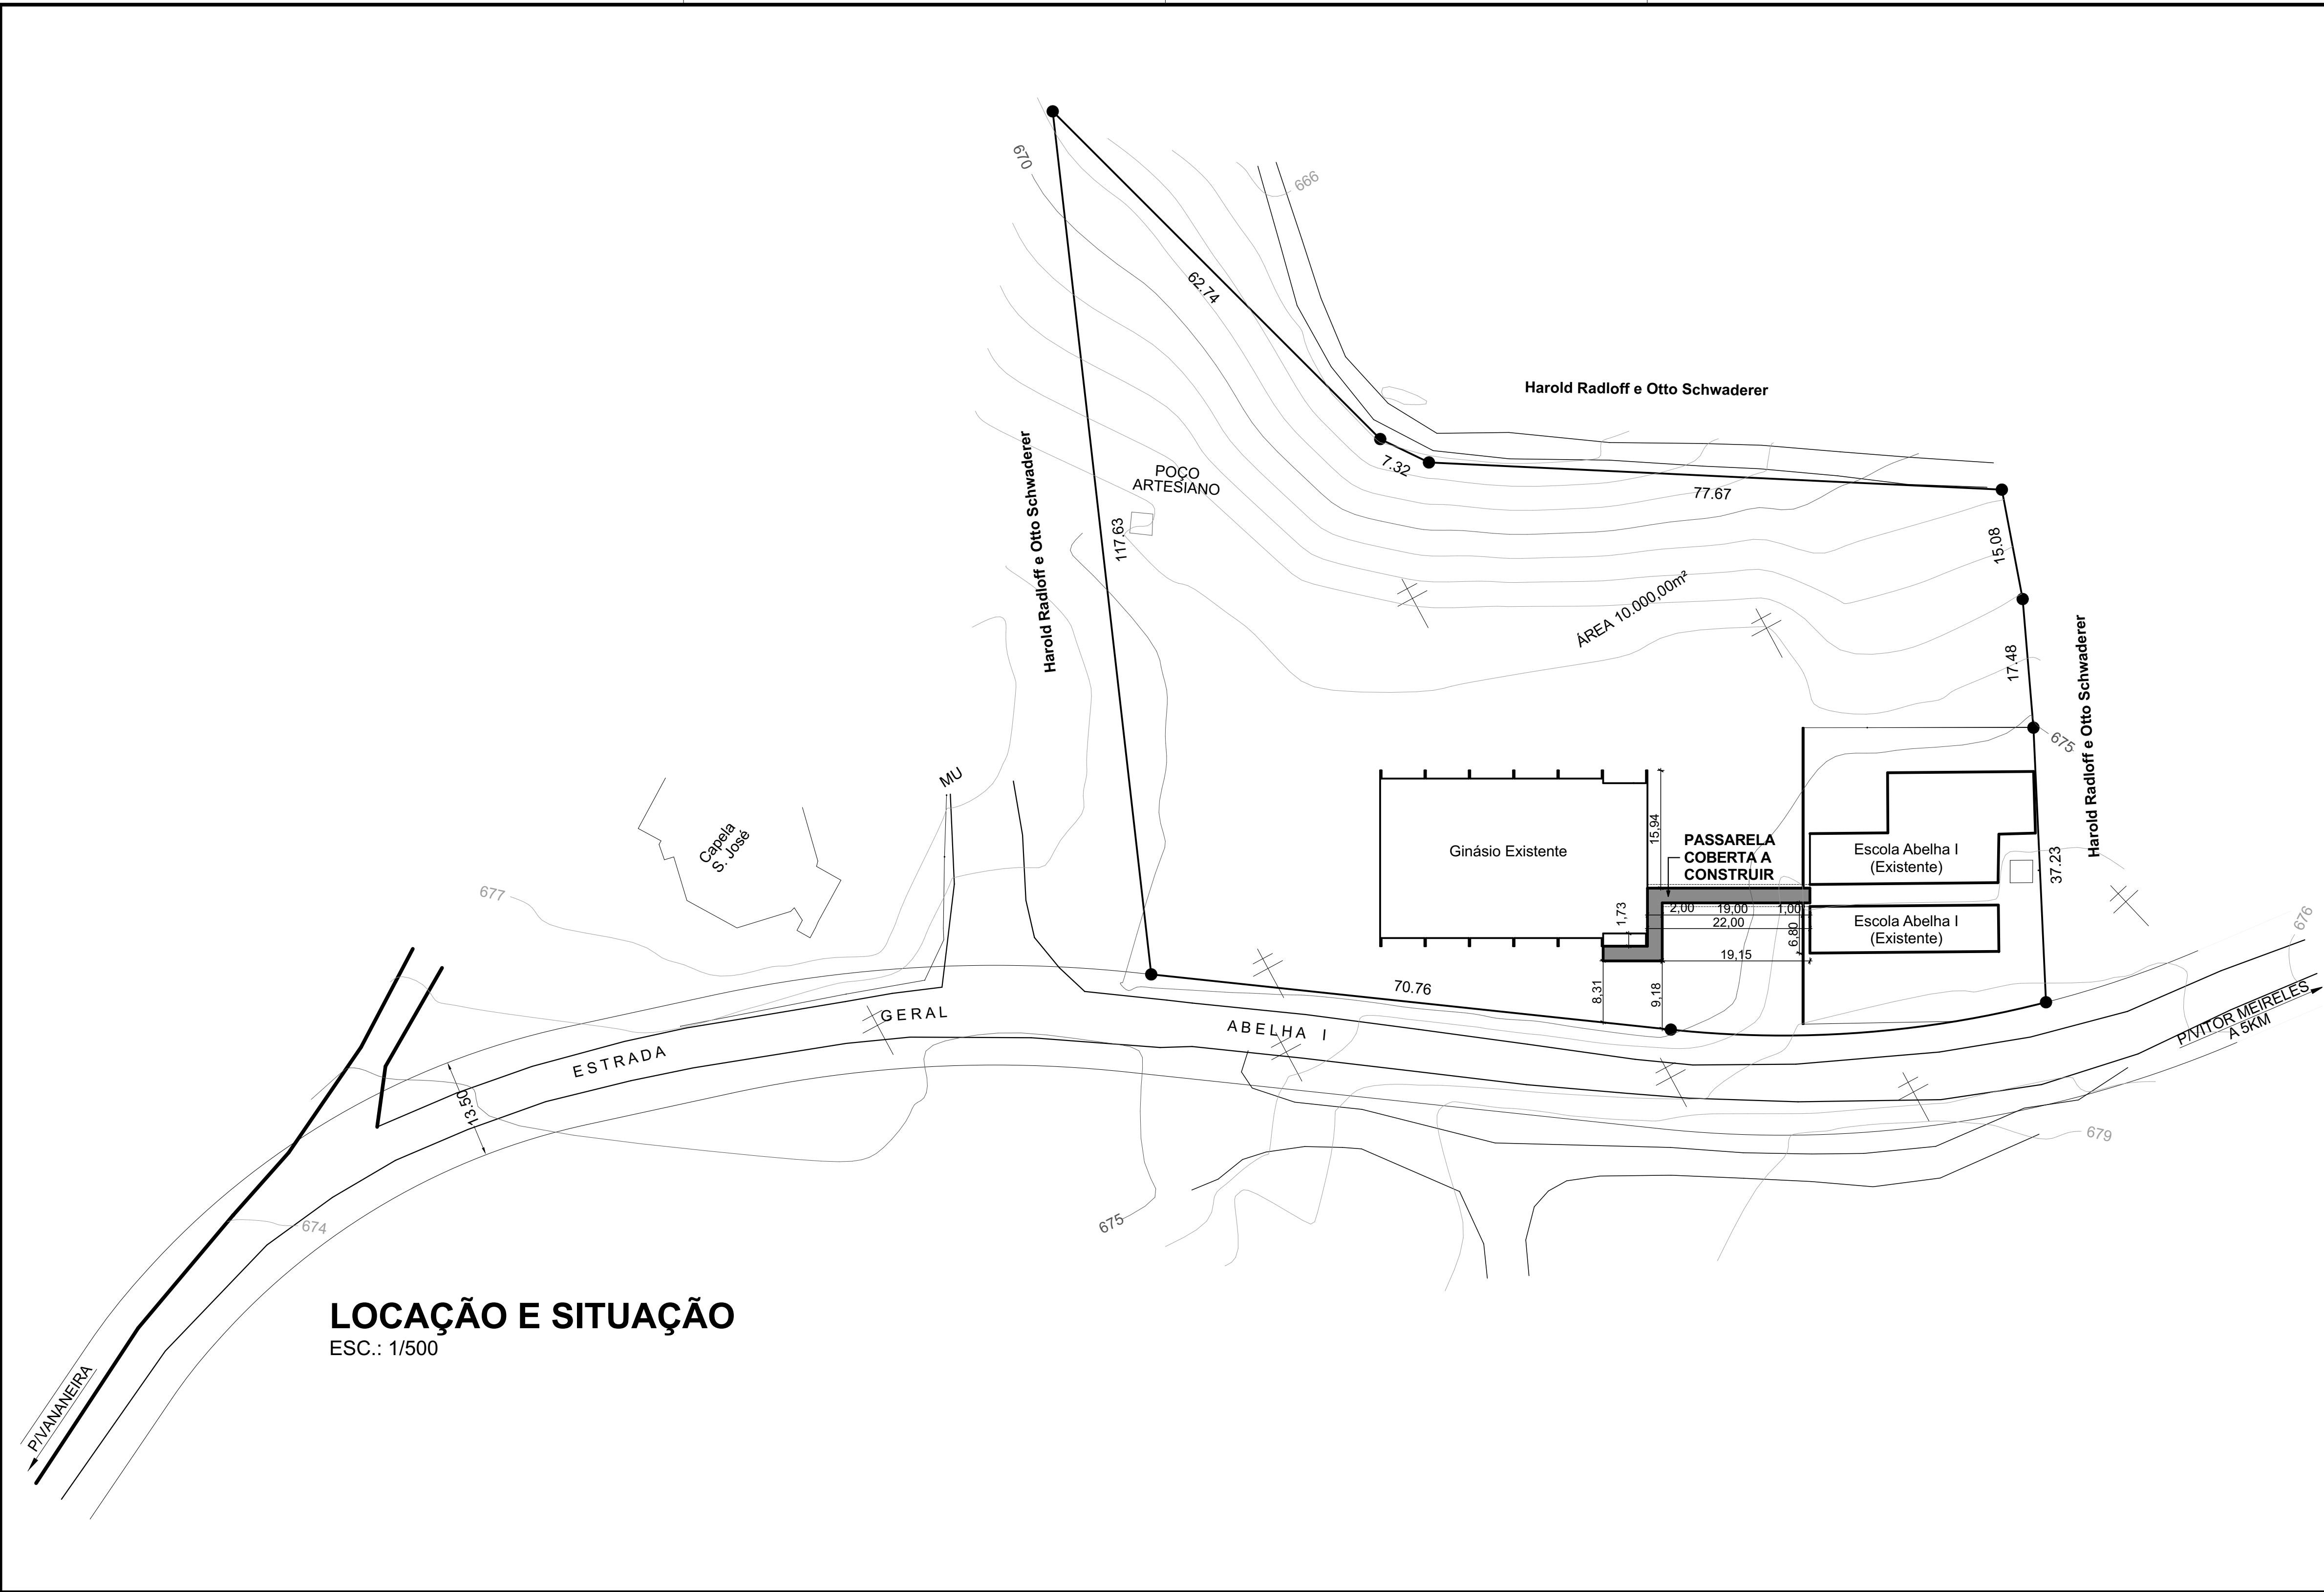 670
666
62.74
Harold Radloff e Otto Schwaderer
7.32
77.67
POÇO
ARTESIANO
117.63
Harold Radloff e Otto Schwaderer
15.08
ÁREA 10.000,00m²
17.48
Harold Radloff e Otto Schwaderer
675
MU
Capela
S. José
677
Ginásio Existente
15,94
PASSARELA
COBERTA A
CONSTRUIR
Escola Abelha I
(Existente)
37.23
1,73
2,00
19,00
1,00
22,00
6,80
19,15
Escola Abelha I
(Existente)
676
70.76
8,31
9,18
P/VITOR MEIRELES
A 5KM
ESTRADA
GERAL
ABELHA I
13.50
679
674
675
LOCAÇÃO E SITUAÇÃO
ESC.: 1/500
P/VANANEIRA